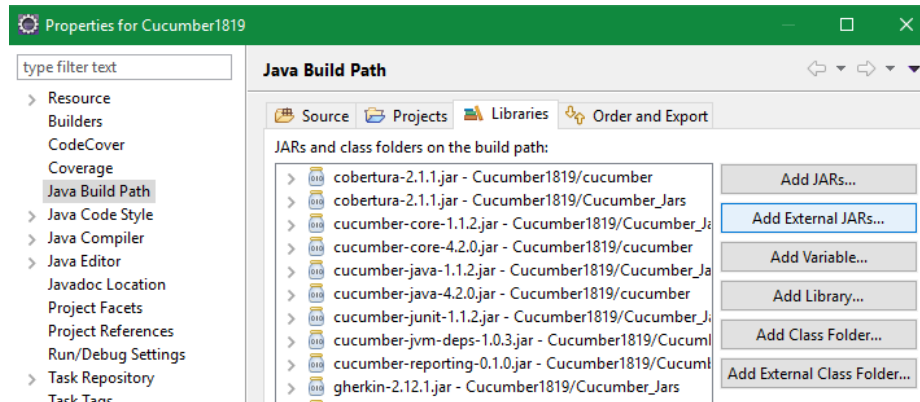 Properties for Cucumber1819
type filter text
Resource
Builders
CodeCover
Coverage
Java Build Path
Java Code Style
Java Compiler
Java Editor
Javadoc Location
Project Facets
Project References
Run/Debug Settings
Task Repository
Task Tags
Java Build Path
Source Projects Libraries Order and Export
JARs and class folders on the build path:
cobertura-2.1.1.jar - Cucumber1819/cucumber
cobertura-2.1.1.jar - Cucumber1819/Cucumber_Jars
cucumber-core-1.1.2.jar - Cucumber1819/Cucumber_Ja
cucumber-core-4.2.0.jar - Cucumber1819/cucumber
cucumber-java-1.1.2.jar - Cucumber1819/Cucumber_Ja
cucumber-java-4.2.0.jar - Cucumber1819/cucumber
cucumber-junit-1.1.2.jar - Cucumber1819/Cucumber_Ja
cucumber-jvm-deps-1.0.3.jar - Cucumber1819/Cucuml
cucumber-reporting-0.1.0.jar - Cucumber1819/Cucuml
gherkin-2.12.1.jar - Cucumber1819/Cucumber_Jars
Add JARs...
Add External JARs...
Add Variable...
Add Library...
Add Class Folder...
Add External Class Folder...